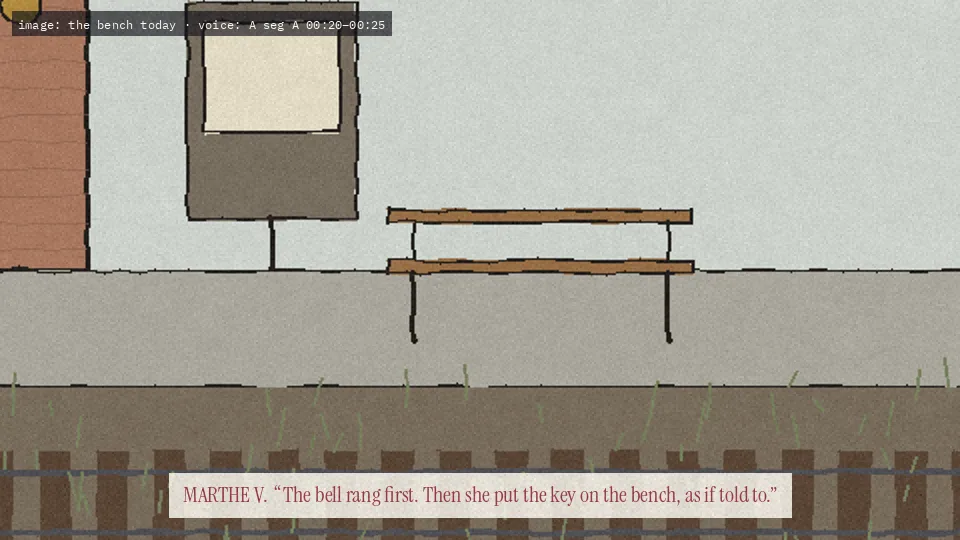 image: the bench today · voice: A seg A 00:20–00:25
MARTHE V. “The bell rang first. Then she put the key on the bench, as if told to.”